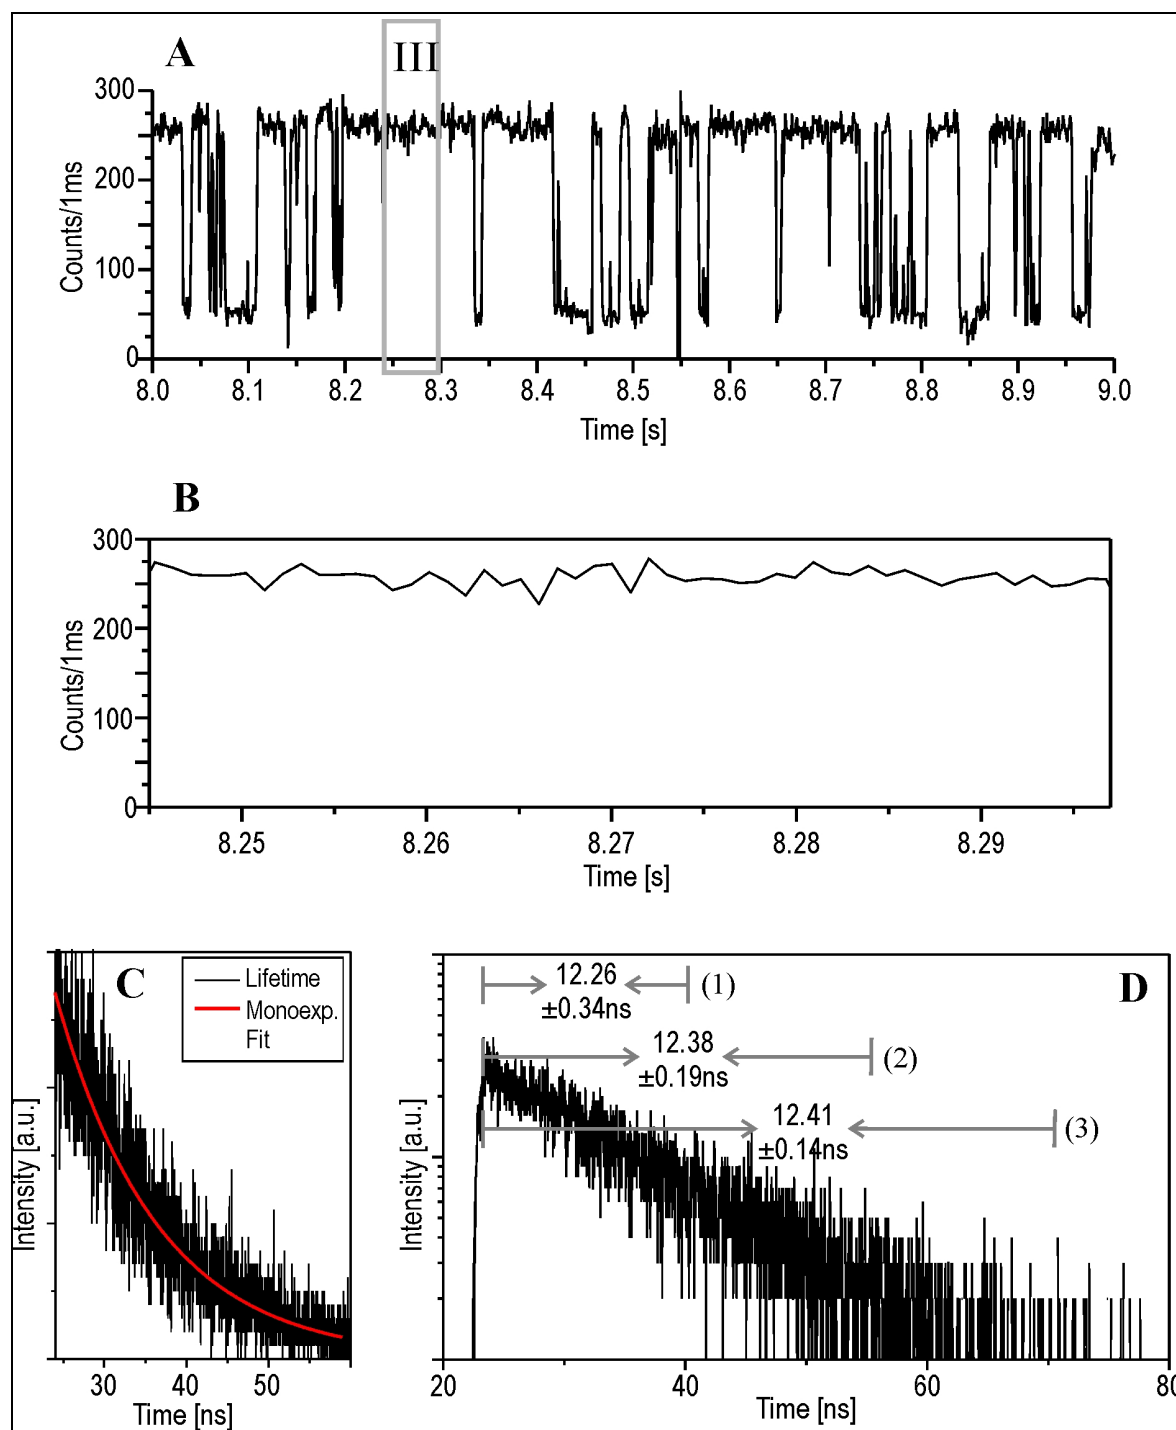 A
III
300
200
100
0
Counts/1ms
8.0 8.1 8.2 8.3 8.4 8.5 8.6 8.7 8.8 8.9 9.0
Time [s]
B
300
200
100
0
Counts/1ms
8.25 8.26 8.27 8.28 8.29
Time [s]
C
Lifetime
Monoexp.
Fit
Intensity [a.u.]
30 40 50
Time [ns]
D
12.26
±0.34ns
(1)
12.38
±0.19ns
(2)
12.41
±0.14ns
(3)
Intensity [a.u.]
20 40 60 80
Time [ns]